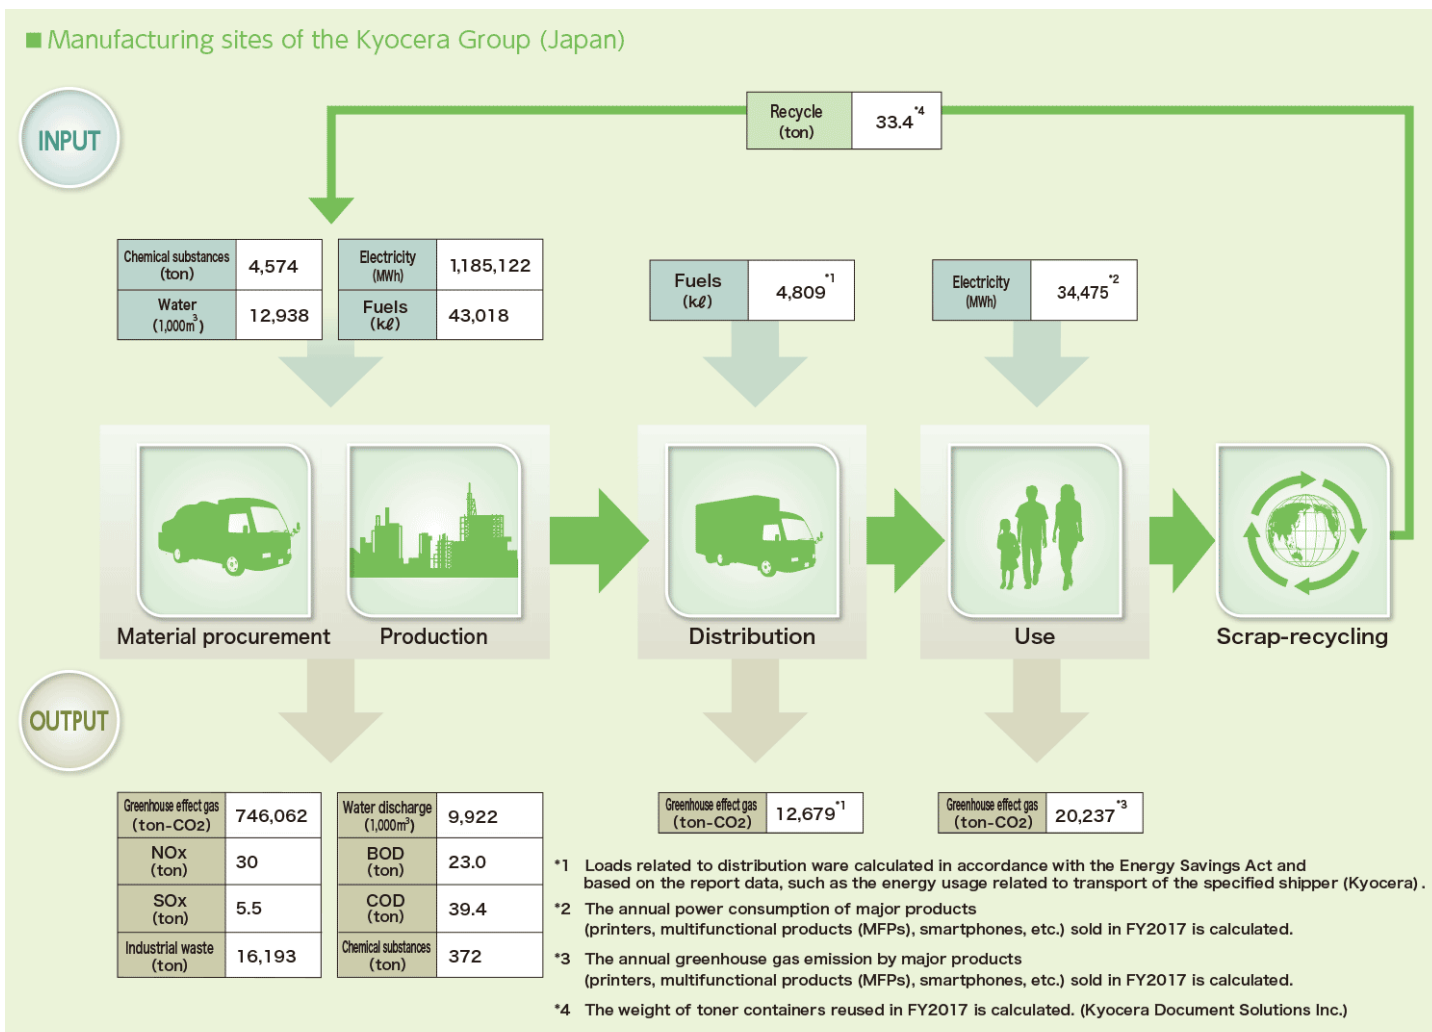 ■ Manufacturing sites of the Kyocera Group (Japan)
INPUT
Recycle
(ton)
33.4*4
Chemical substances
(ton)
4,574
Electricity
(MWh)
1,185,122
Water
(1,000m3)
12,938
Fuels
(kℓ)
43,018
Fuels
(kℓ)
4,809*1
Electricity
(MWh)
34,475*2
Material procurement
Production
Distribution
Use
Scrap-recycling
OUTPUT
Greenhouse effect gas
(ton-CO2)
746,062
Water discharge
(1,000m3)
9,922
NOx
(ton)
30
BOD
(ton)
23.0
SOx
(ton)
5.5
COD
(ton)
39.4
Industrial waste
(ton)
16,193
Chemical substances
(ton)
372
Greenhouse effect gas
(ton-CO2)
12,679*1
Greenhouse effect gas
(ton-CO2)
20,237*3
*1 Loads related to distribution ware calculated in accordance with the Energy Savings Act and
based on the report data, such as the energy usage related to transport of the specified shipper (Kyocera).
*2 The annual power consumption of major products
(printers, multifunctional products (MFPs), smartphones, etc.) sold in FY2017 is calculated.
*3 The annual greenhouse gas emission by major products
(printers, multifunctional products (MFPs), smartphones, etc.) sold in FY2017 is calculated.
*4 The weight of toner containers reused in FY2017 is calculated. (Kyocera Document Solutions Inc.)